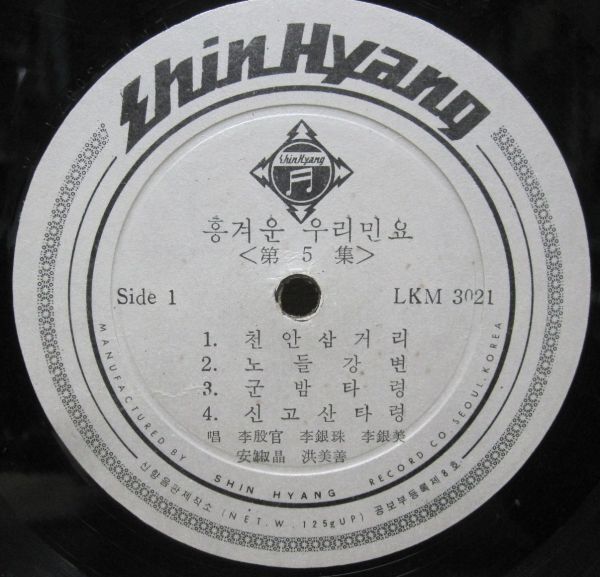 Shin Hyang
Shin Hyang
흥겨운 우리민요
<第 5 集>
Side 1
LKM 3021
1. 천안삼거리
2. 노들강변
3. 군밤타령
4. 신고산타령
唱 李殷官 李銀珠 李銀美
安淑晶 洪美善
MANUFACTURED BY SHIN HYANG RECORD CO. SEOUL. KOREA
신향음반제작소 (NET.W. 125g UP) 공보부등록제8호